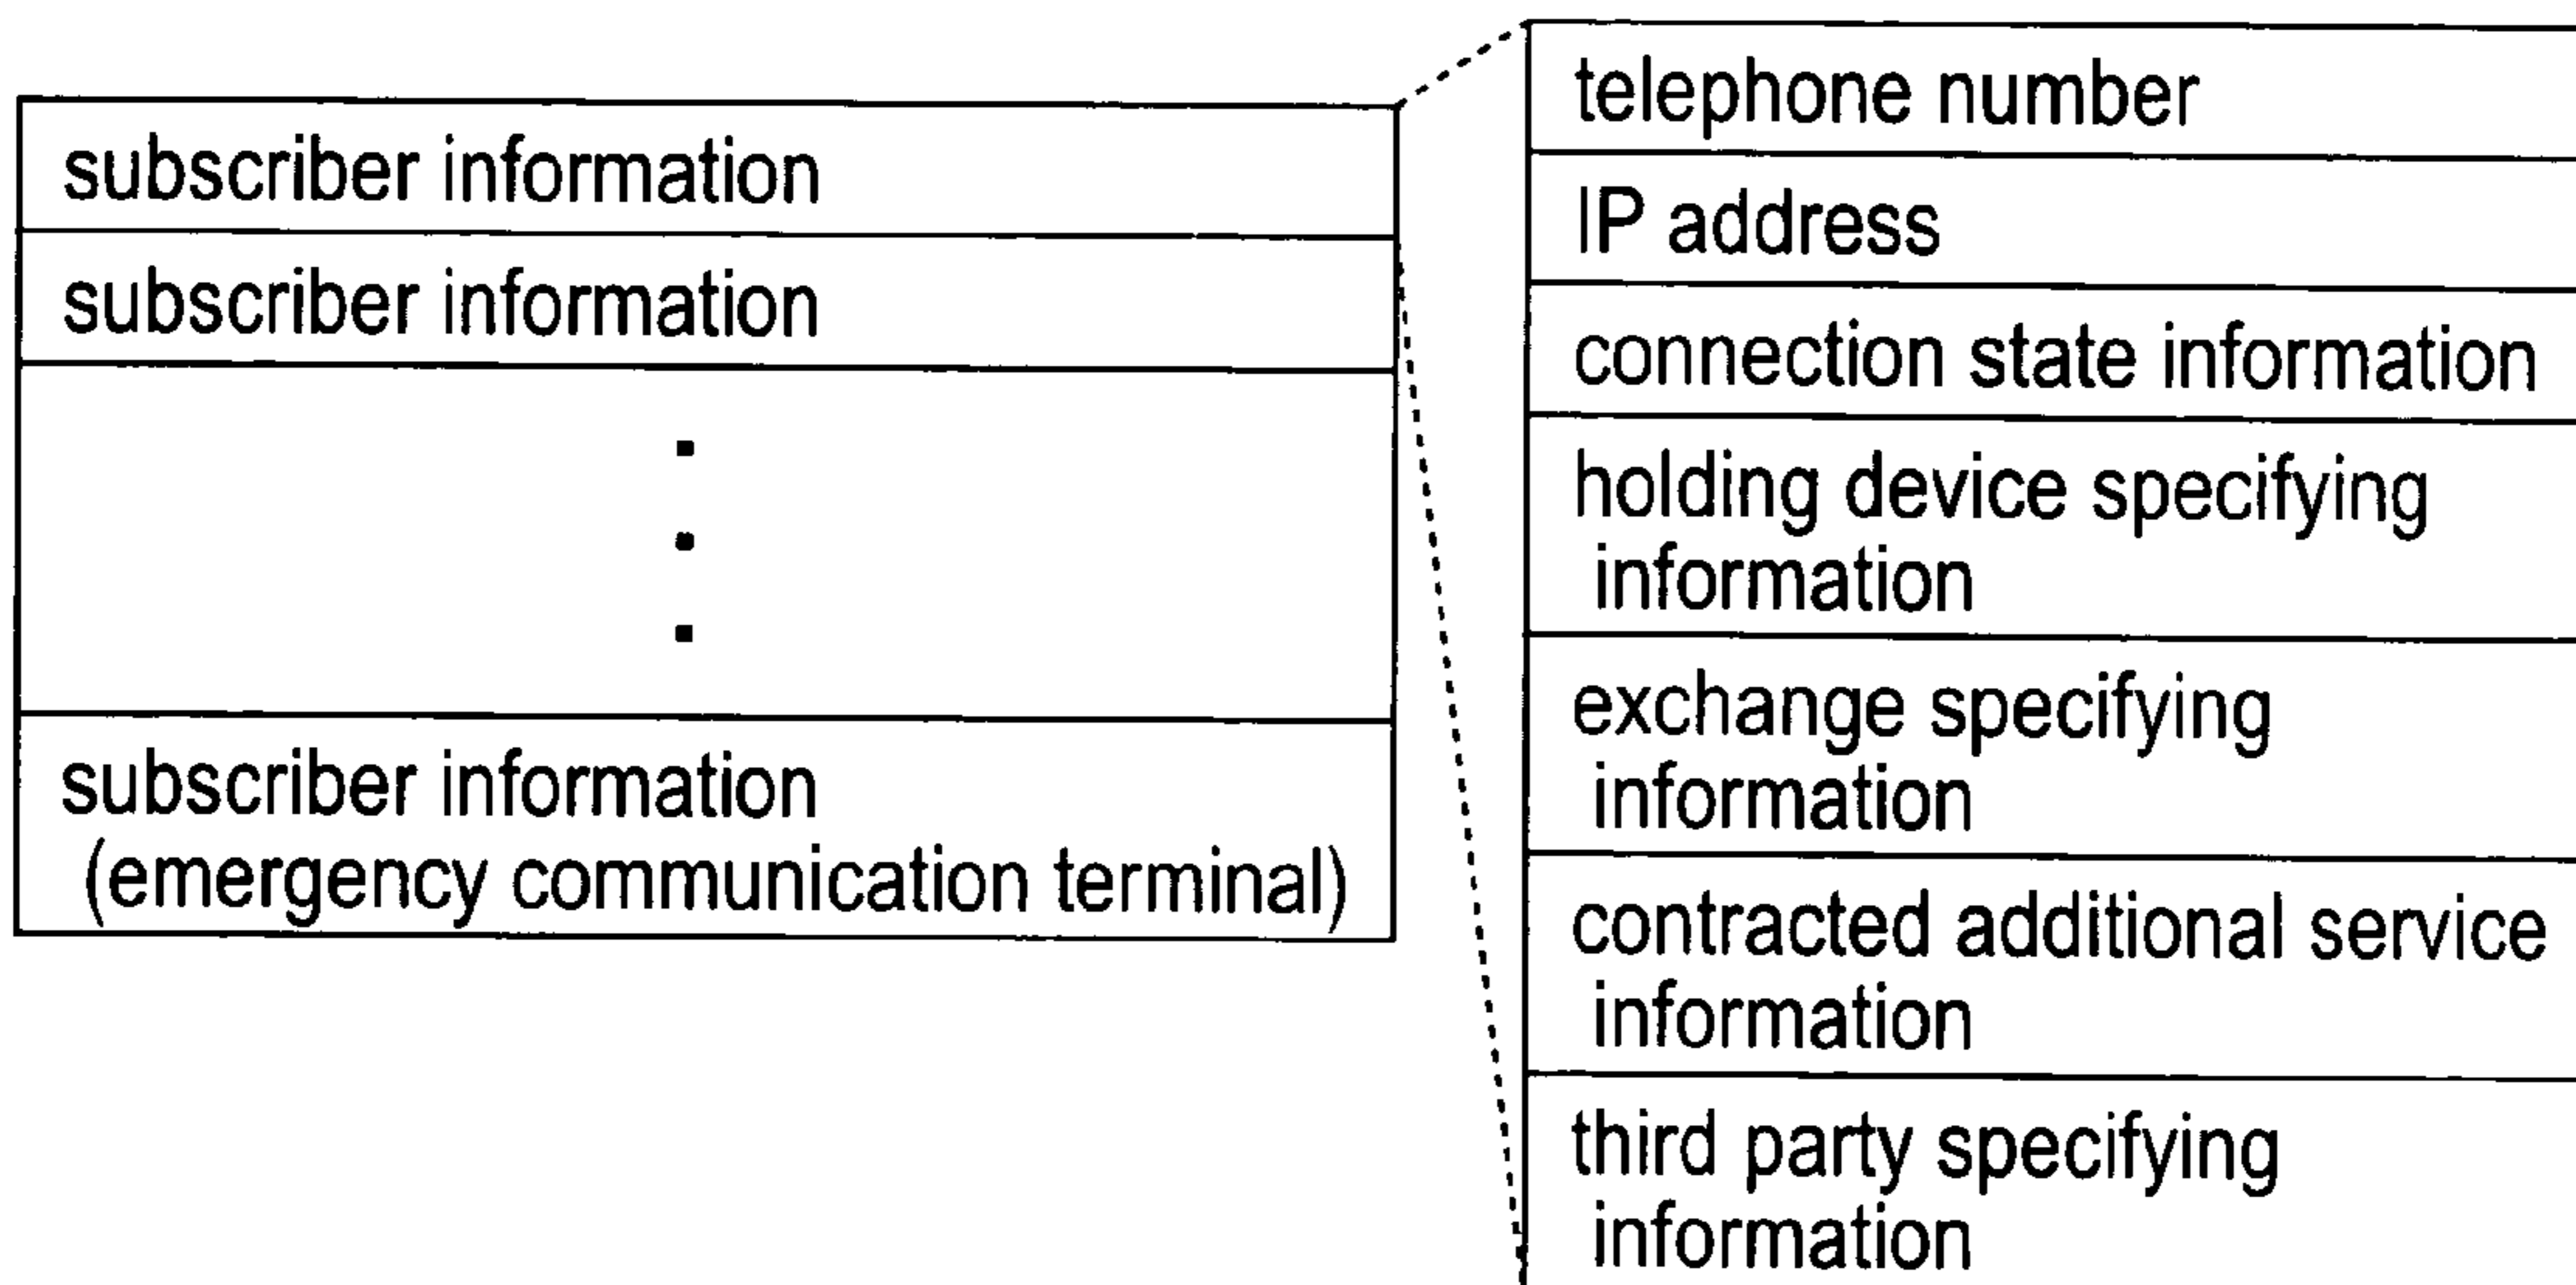 subscriber information
subscriber information
subscriber information
(emergency communication terminal)
telephone number
IP address
connection state information
holding device specifying
information
exchange specifying
information
contracted additional service
information
third party specifying
information